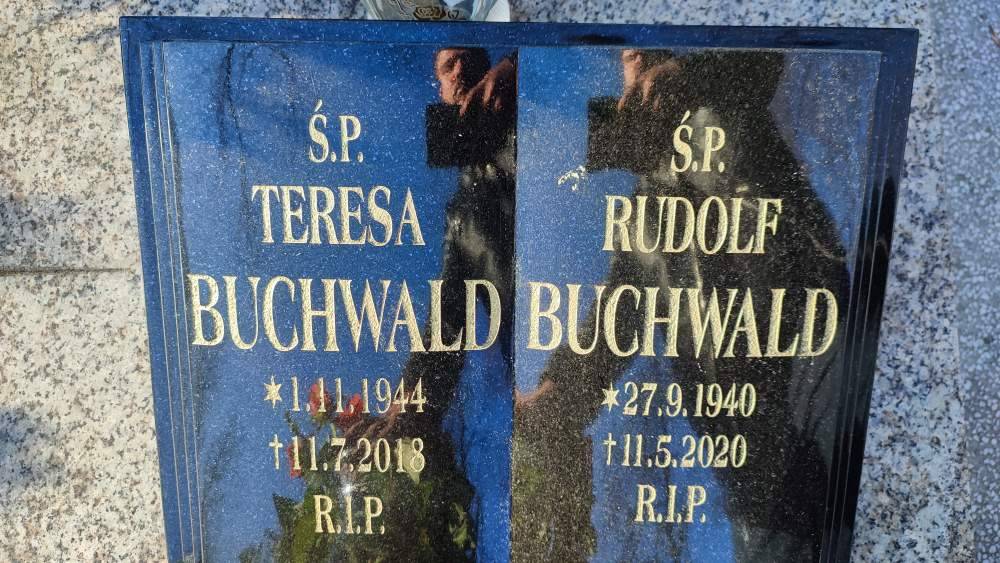 Ś.P.
TERESA
BUCHWALD
✶1.11.1944
†11.7.2018
R.I.P.
Ś.P.
RUDOLF
BUCHWALD
✶27.9.1940
†11.5.2020
R.I.P.